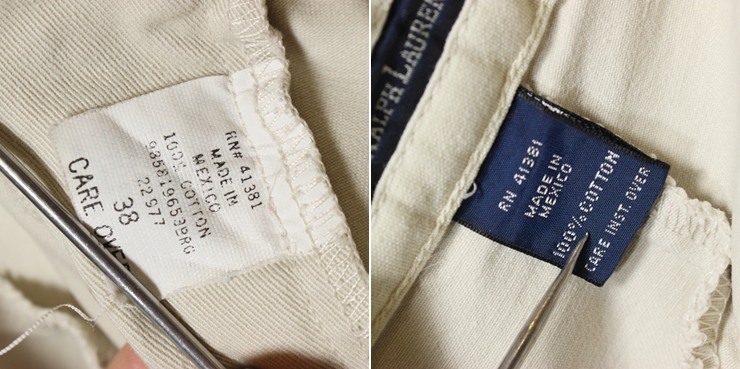 RN# 41381
MADE IN
MEXICO
100% COTTON
22977
38
CARE OVER
RALPH LAUREN
RN 41381
MADE IN
MEXICO
100% COTTON
CARE INST. OVER